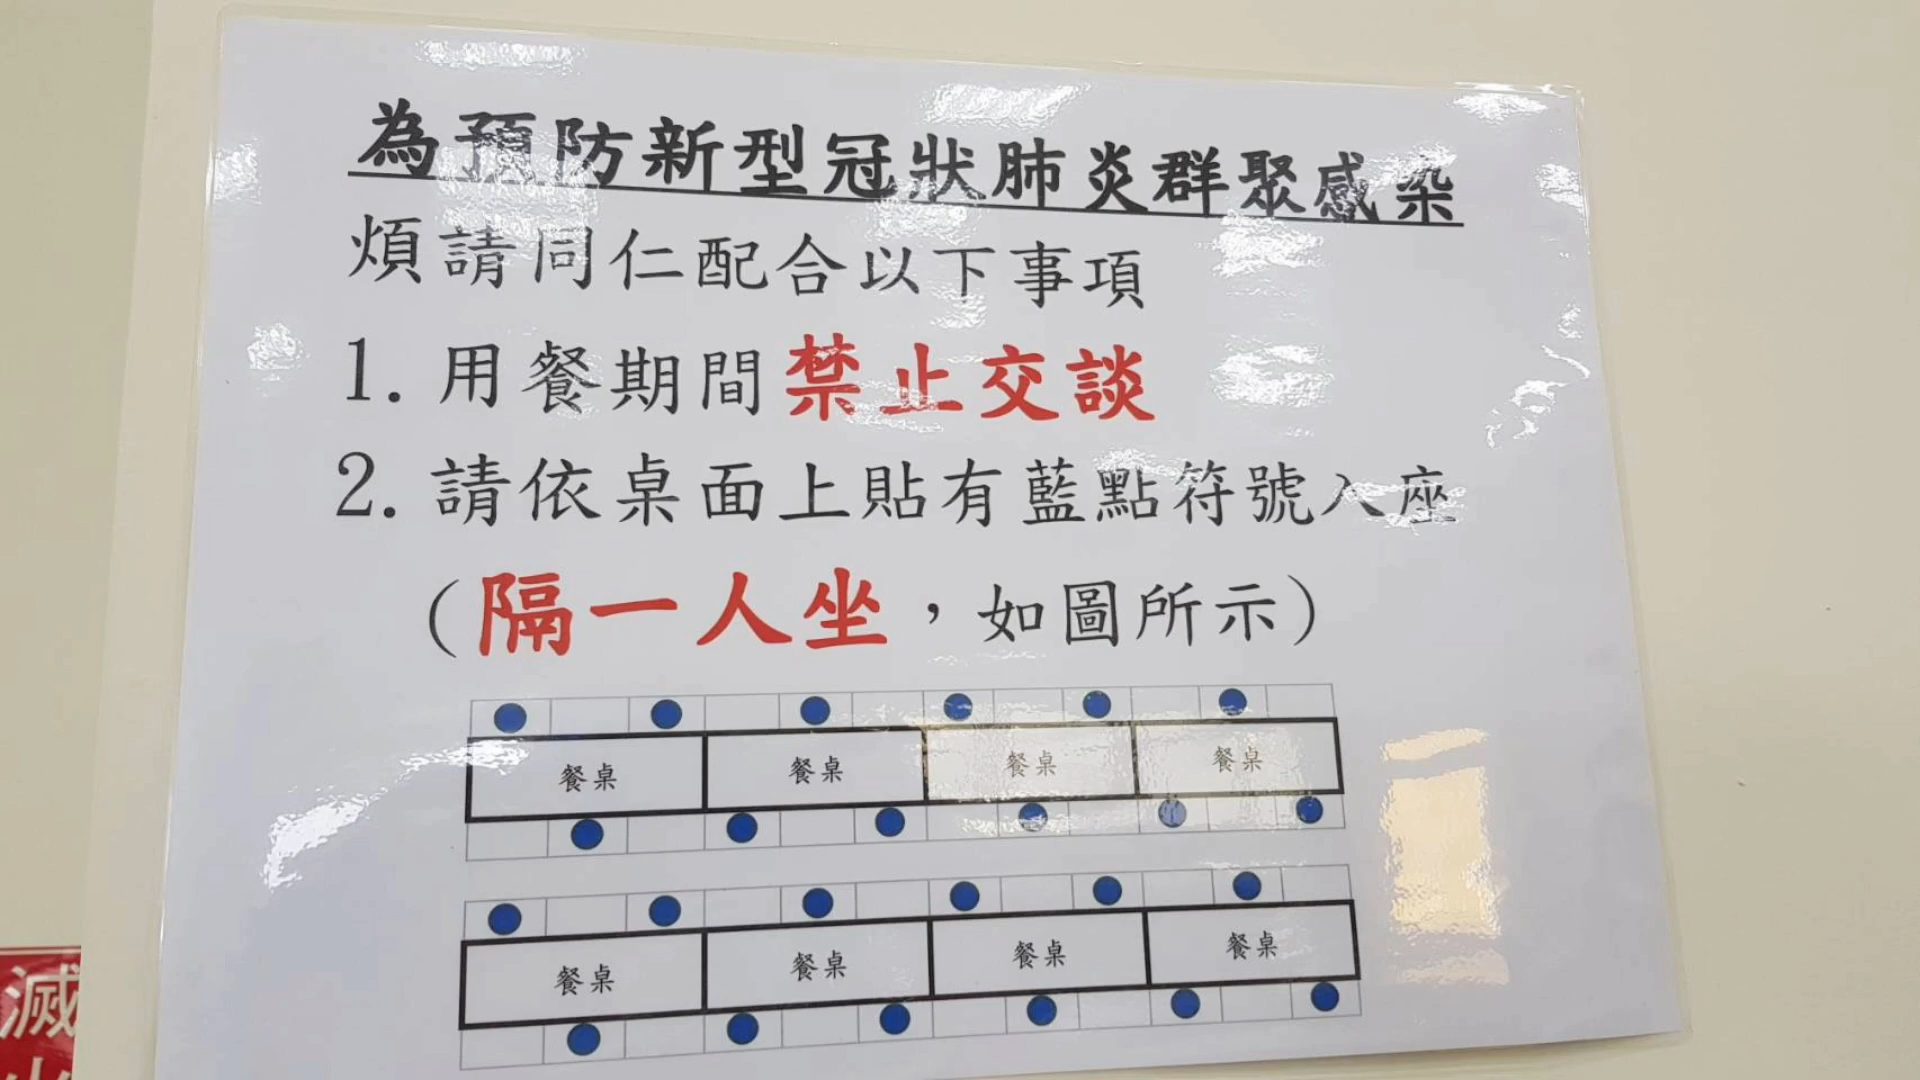 為預防新型冠狀肺炎群聚感染
煩請同仁配合以下事項
1. 用餐期間禁止交談
2. 請依桌面上貼有藍點符號入座
（隔一人坐，如圖所示）
餐桌 餐桌 餐桌 餐桌
餐桌 餐桌 餐桌 餐桌
滅
火